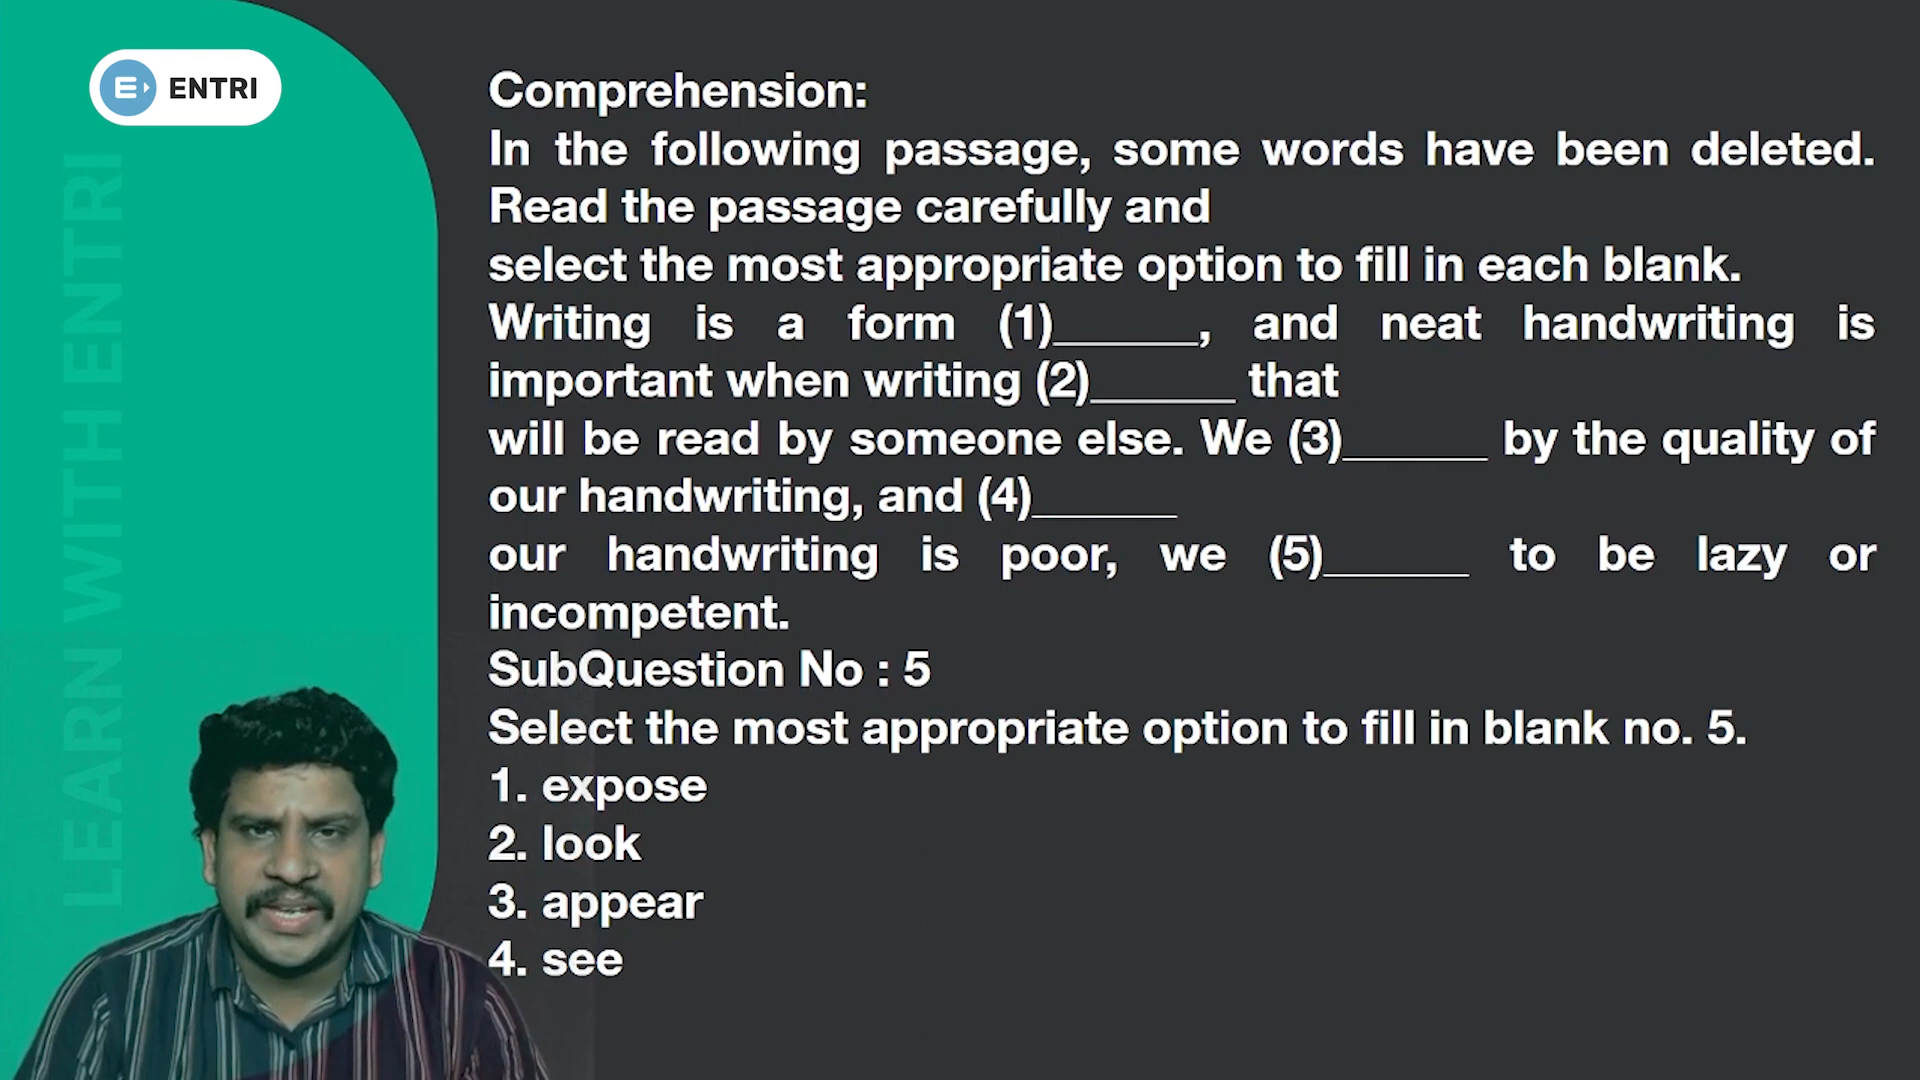 ENTRI
LEARN WITH ENTRI
Comprehension:
In the following passage, some words have been deleted.
Read the passage carefully and
select the most appropriate option to fill in each blank.
Writing is a form (1)______, and neat handwriting is
important when writing (2)______ that
will be read by someone else. We (3)______ by the quality of
our handwriting, and (4)______
our handwriting is poor, we (5)______ to be lazy or
incompetent.
SubQuestion No : 5
Select the most appropriate option to fill in blank no. 5.
1. expose
2. look
3. appear
4. see